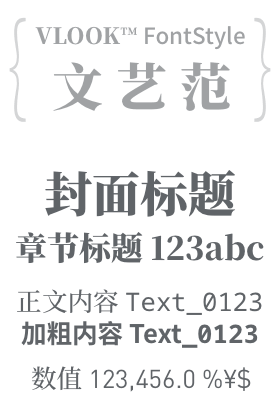 VLOOK™ FontStyle
文艺范
封面标题
章节标题 123abc
正文内容 Text_0123
加粗内容 Text_0123
数值 123,456.0 %¥$